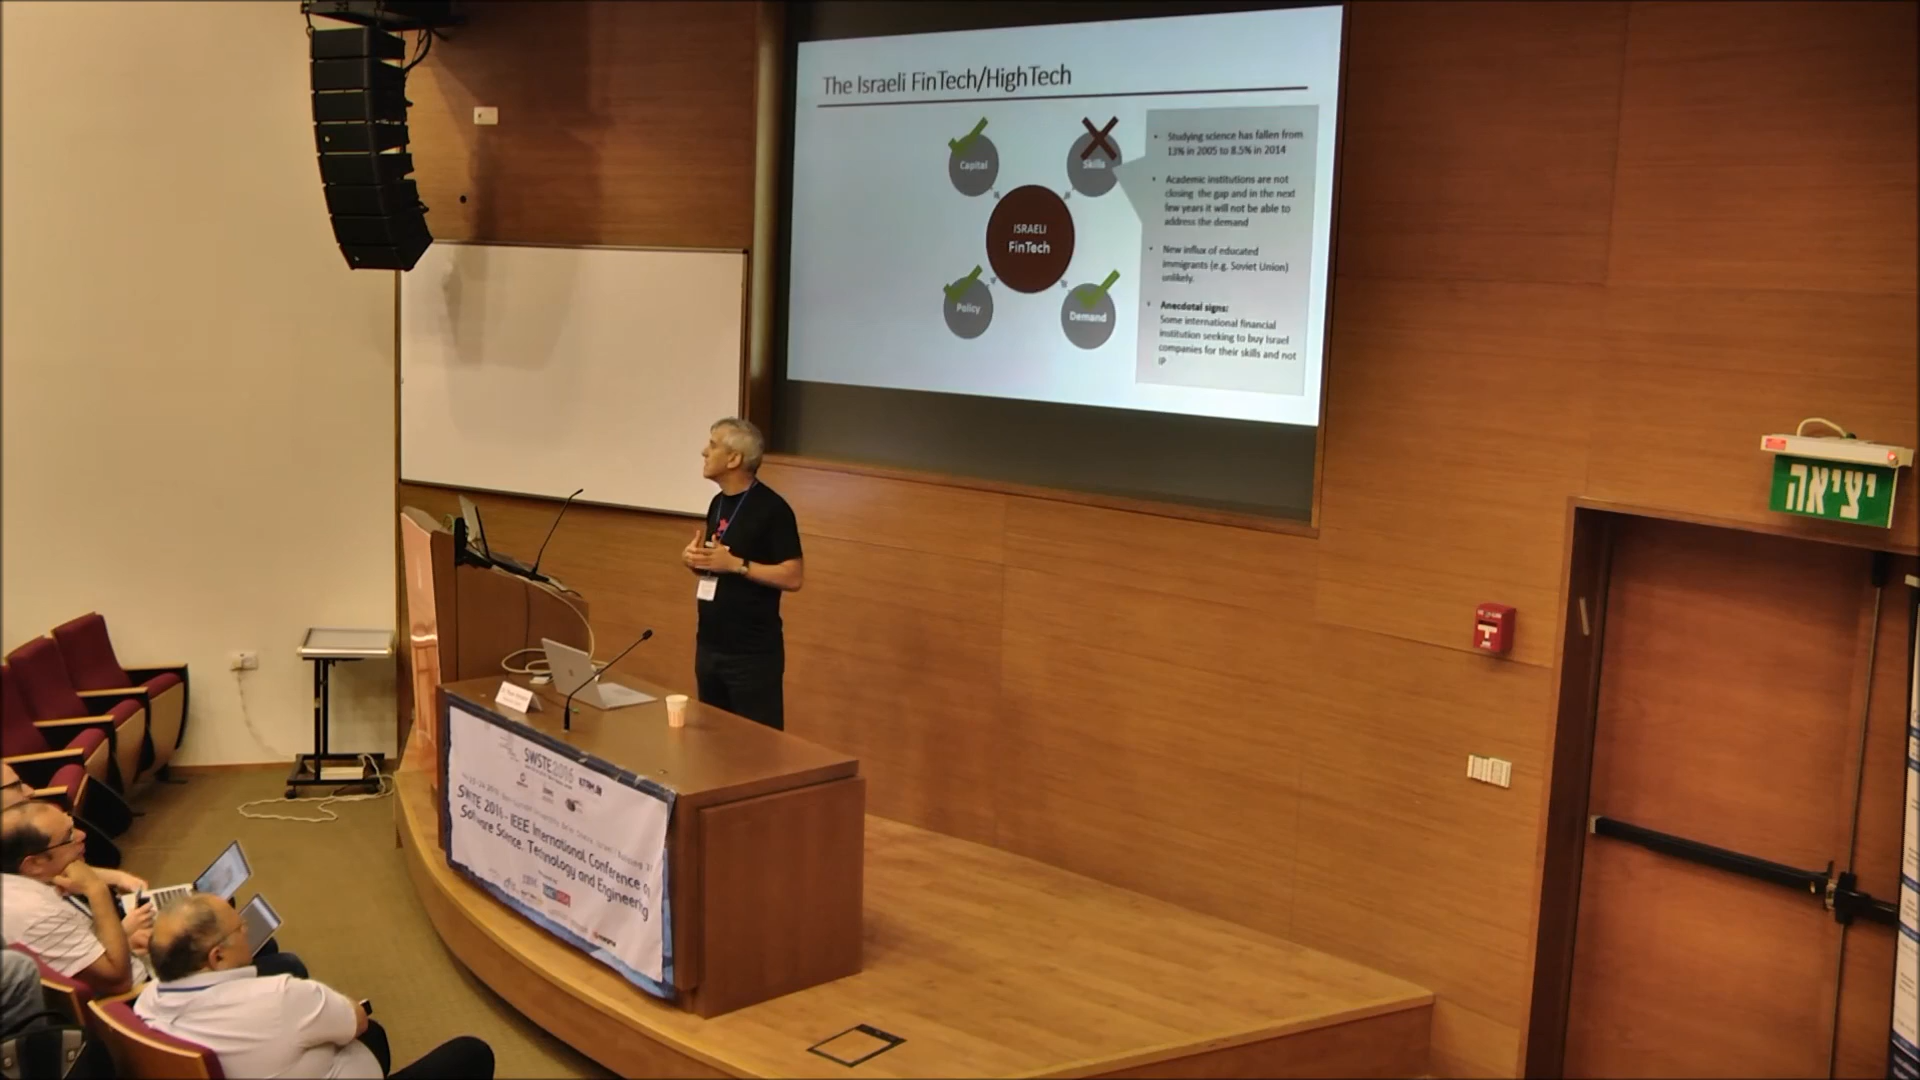 The Israeli FinTech/HighTech
Capital
Skills
ISRAELI
FinTech
Policy
Demand
• Studying science has fallen from
13% in 2005 to 8.5% in 2014
• Academic institutions are not
closing the gap and in the next
few years it will not be able to
address the demand
• New influx of educated
immigrants (e.g. Soviet Union)
unlikely.
• Anecdotal signs:
Some international financial
institution seeking to buy Israel
companies for their skills and not
IP
יציאה
SWSTE2016
SWSTE 2016 - IEEE International Conference on
Software Science, Technology and Engineering